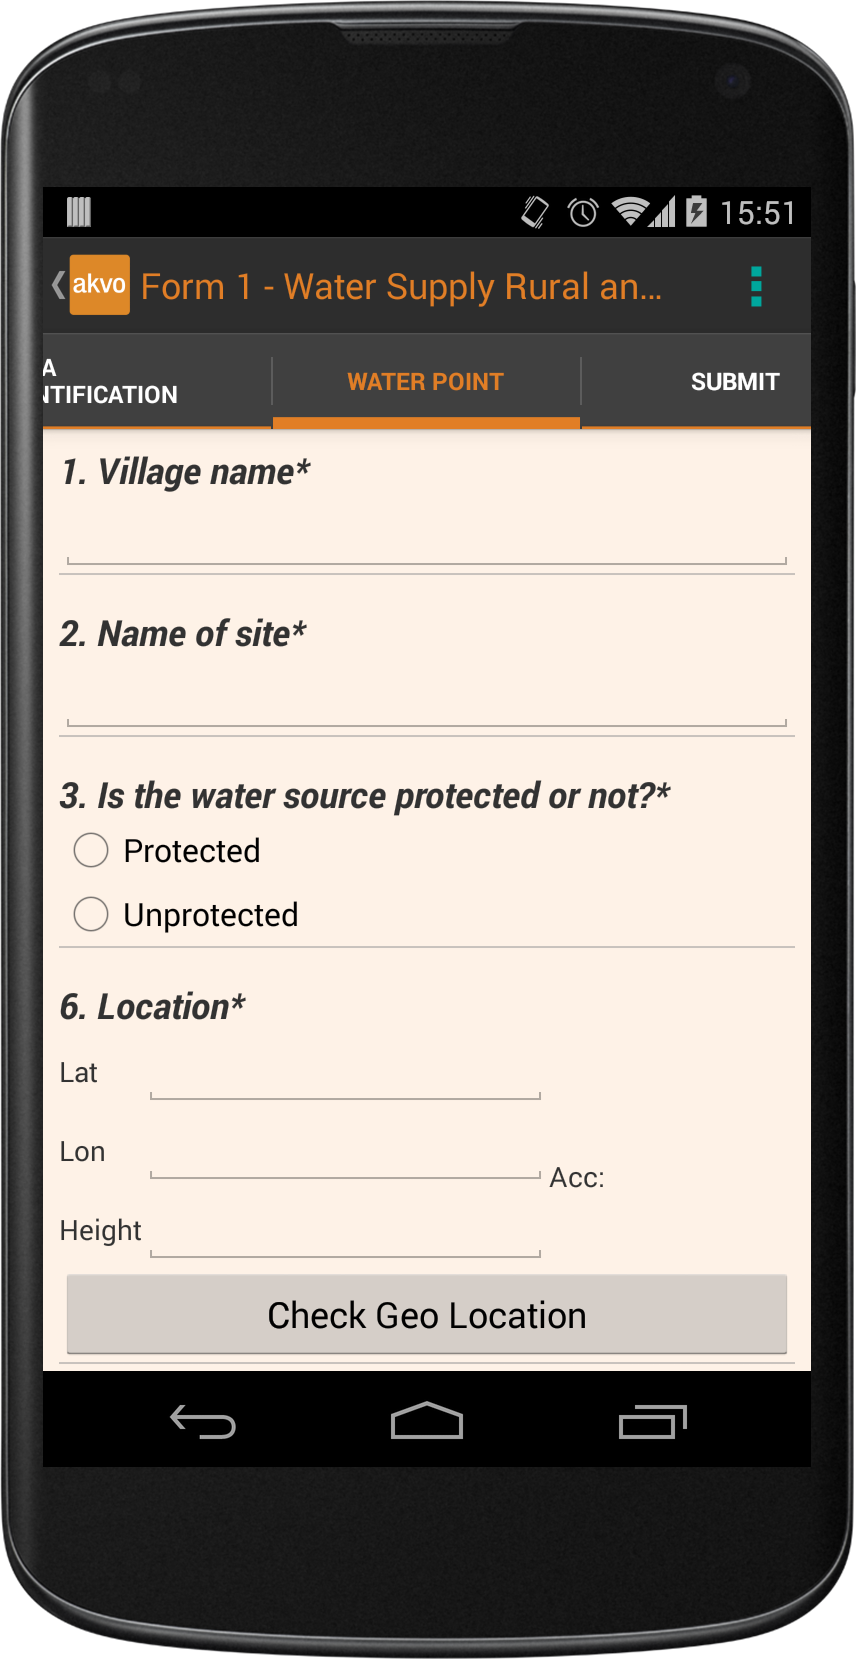 15:51
akvo Form 1 - Water Supply Rural an...
A
NTIFICATION
WATER POINT
SUBMIT
1. Village name*
2. Name of site*
3. Is the water source protected or not?*
Protected
Unprotected
6. Location*
Lat
Lon
Acc:
Height
Check Geo Location